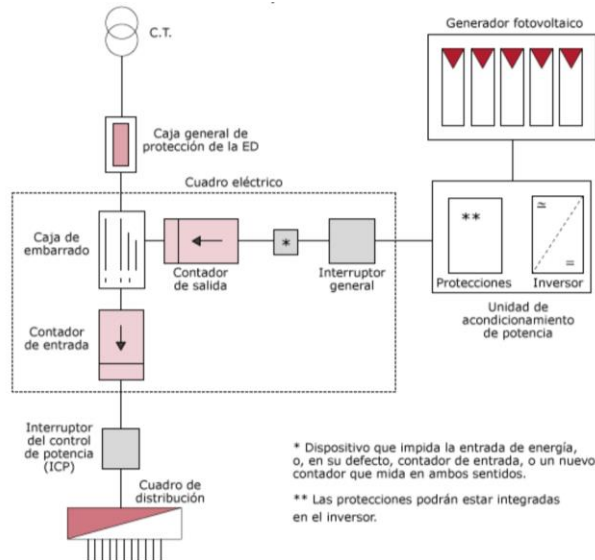 C.T.
Generador fotovoltaico
Caja general de
protección de la ED
Cuadro eléctrico
Caja de
embarrado
*
Contador
de salida
Interruptor
general
**
≃
=
Protecciones
Inversor
Unidad de
acondicionamiento
de potencia
Contador
de entrada
Interruptor
del control
de potencia
(ICP)
Cuadro de
distribución
* Dispositivo que impida la entrada de energía,
o, en su defecto, contador de entrada, o un nuevo
contador que mida en ambos sentidos.
** Las protecciones podrán estar integradas
en el inversor.